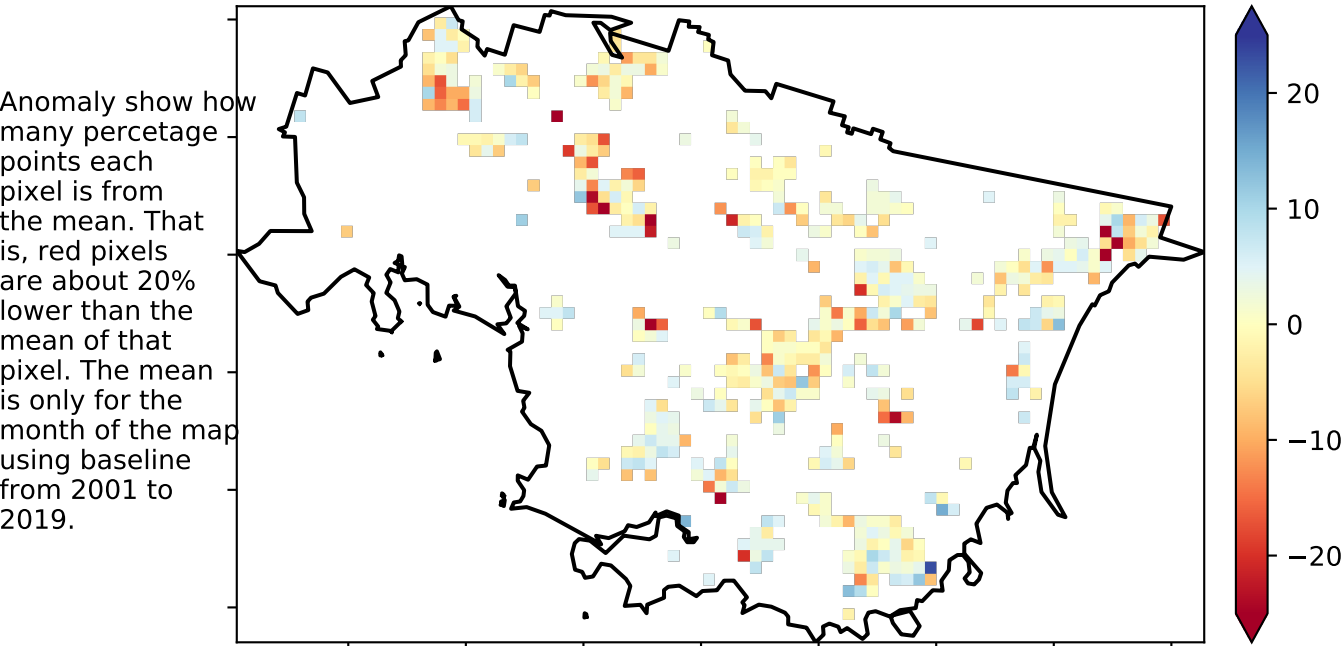 Anomaly show how
many percetage
points each
pixel is from
the mean. That
is, red pixels
are about 20%
lower than the
mean of that
pixel. The mean
is only for the
month of the map
using baseline
from 2001 to
2019.
20
10
0
−10
−20